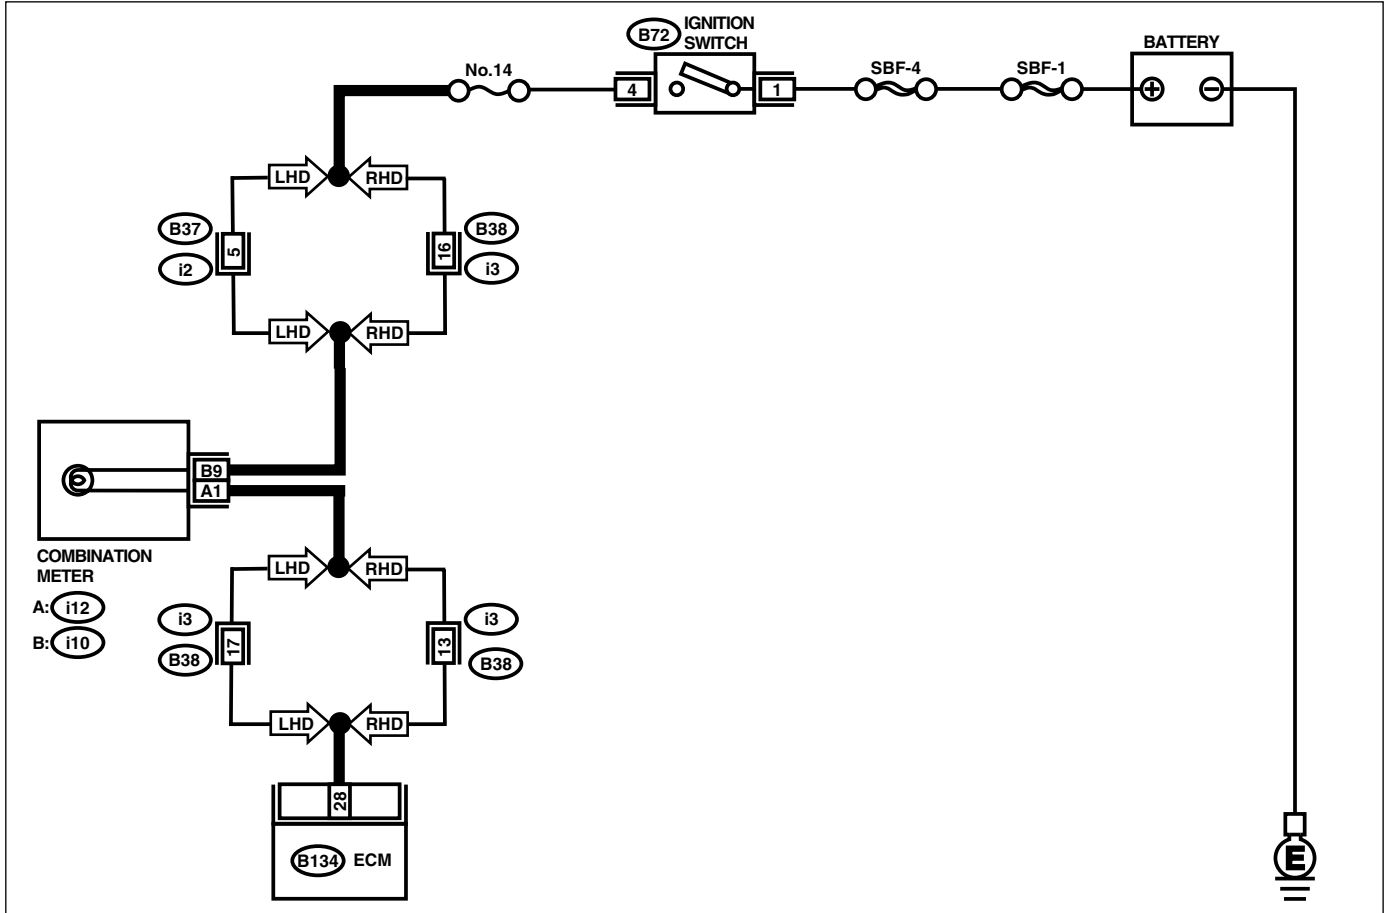 B72
IGNITION
SWITCH
BATTERY
No.14
4
1
SBF-4
SBF-1
+
−
LHD
RHD
B37
5
i2
B38
16
i3
LHD
RHD
B9
A1
COMBINATION
METER
A: i12
B: i10
LHD
RHD
i3
17
B38
i3
13
B38
LHD
RHD
28
B134 ECM
E